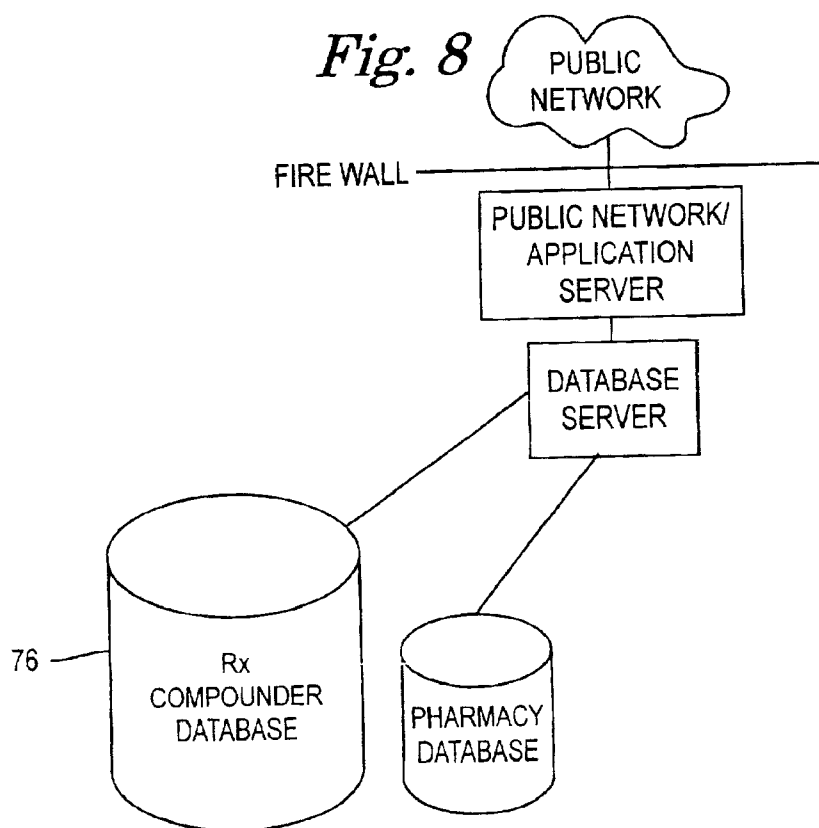 Fig. 8
PUBLIC
NETWORK
FIRE WALL
PUBLIC NETWORK/
APPLICATION
SERVER
DATABASE
SERVER
76
Rx
COMPOUNDER
DATABASE
PHARMACY
DATABASE